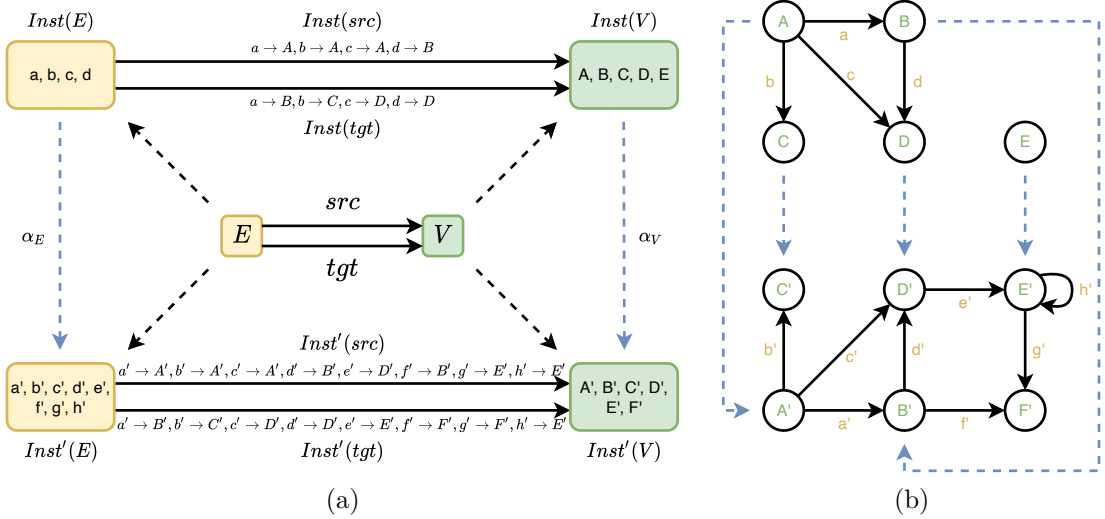 Inst(E)
Inst(src)
Inst(V)
a → A, b → A, c → A, d → B
a, b, c, d
A, B, C, D, E
a → B, b → C, c → D, d → D
Inst(tgt)
α_E
src
E
V
tgt
α_V
Inst′(src)
a′ → A′, b′ → A′, c′ → A′, d′ → B′, e′ → D′, f′ → B′, g′ → E′, h′ → E′
a', b', c', d', e',
f', g', h'
A', B', C', D',
E', F'
a′ → B′, b′ → C′, c′ → D′, d′ → D′, e′ → E′, f′ → F′, g′ → F′, h′ → E′
Inst′(E)
Inst′(tgt)
Inst′(V)
(a)
A
B
a
b
c
d
C
D
E
C'
D'
E'
h'
e'
b'
c'
d'
g'
A'
B'
F'
a'
f'
(b)